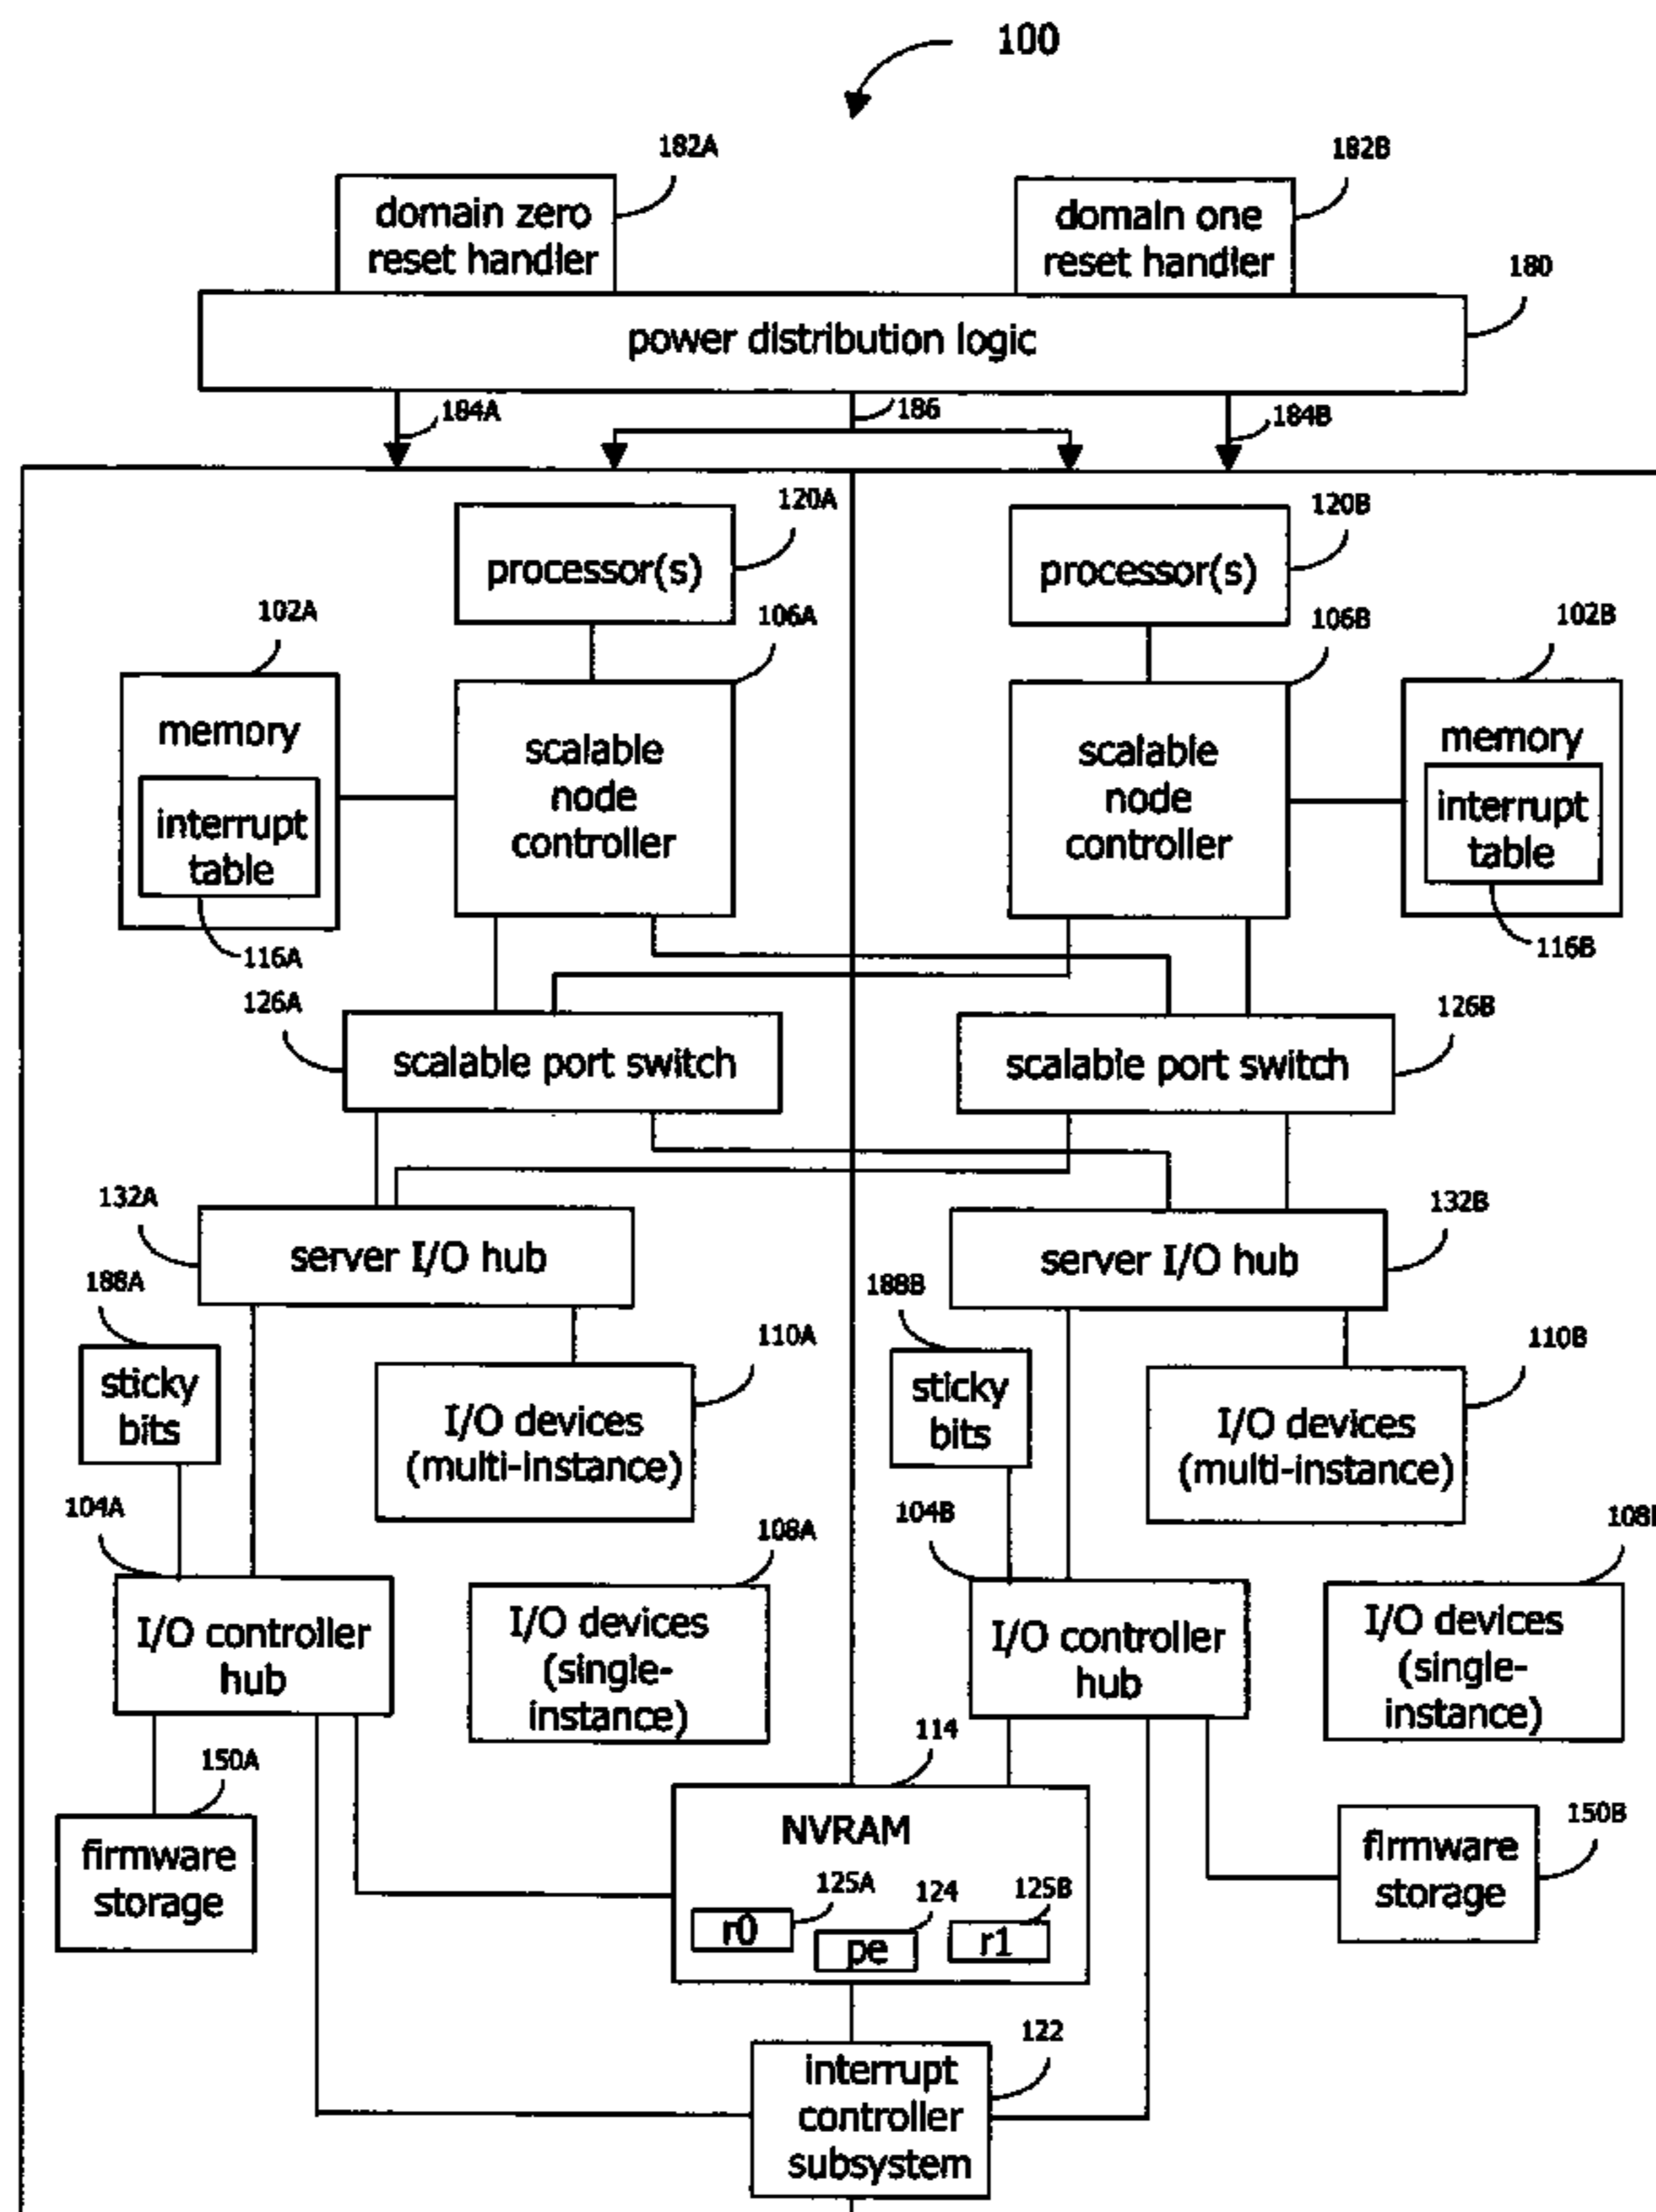 100
182A
182B
domain zero
reset handler
domain one
reset handler
180
power distribution logic
184A
186
184B
120A
120B
processor(s)
processor(s)
102A
106A
106B
102B
memory
interrupt
table
scalable
node
controller
scalable
node
controller
memory
interrupt
table
116A
116B
126A
126B
scalable port switch
scalable port switch
132A
132B
server I/O hub
server I/O hub
188A
188B
110A
110B
sticky
bits
I/O devices
(multi-instance)
sticky
bits
I/O devices
(multi-instance)
104A
108A
104B
108B
I/O controller
hub
I/O devices
(single-
instance)
I/O controller
hub
I/O devices
(single-
instance)
150A
114
150B
firmware
storage
NVRAM
firmware
storage
125A
124
125B
r0
pe
r1
122
interrupt
controller
subsystem